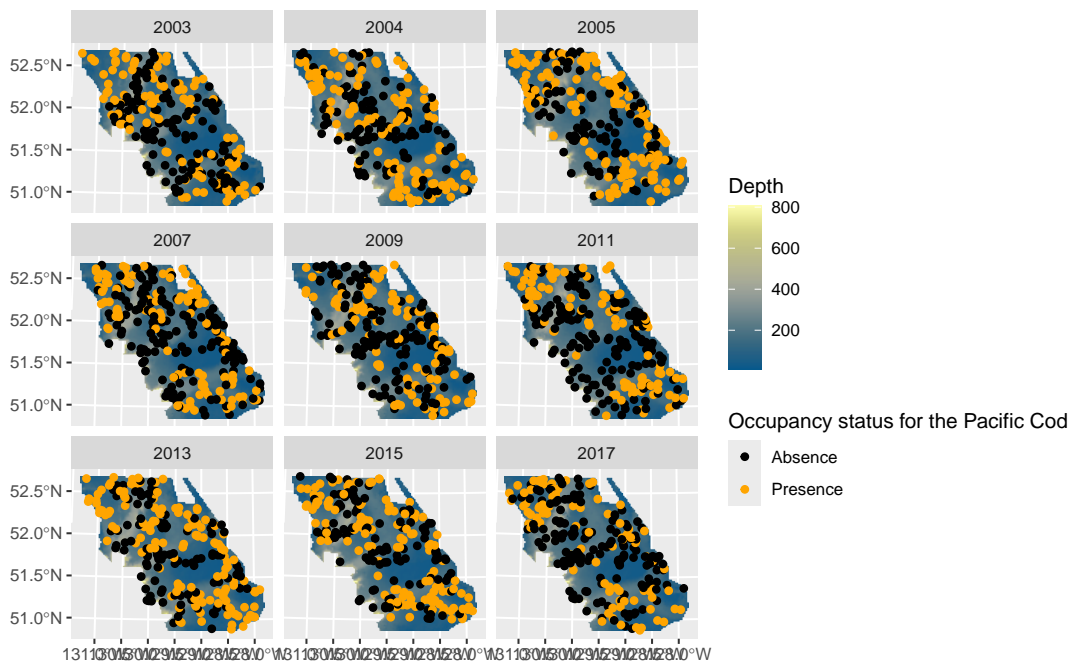 2003 2004 2005
52.5°N
52.0°N
51.5°N
51.0°N
2007 2009 2011
52.5°N
52.0°N
51.5°N
51.0°N
2013 2015 2017
52.5°N
52.0°N
51.5°N
51.0°N
Depth
800
600
400
200
Occupancy status for the Pacific Cod
Absence
Presence